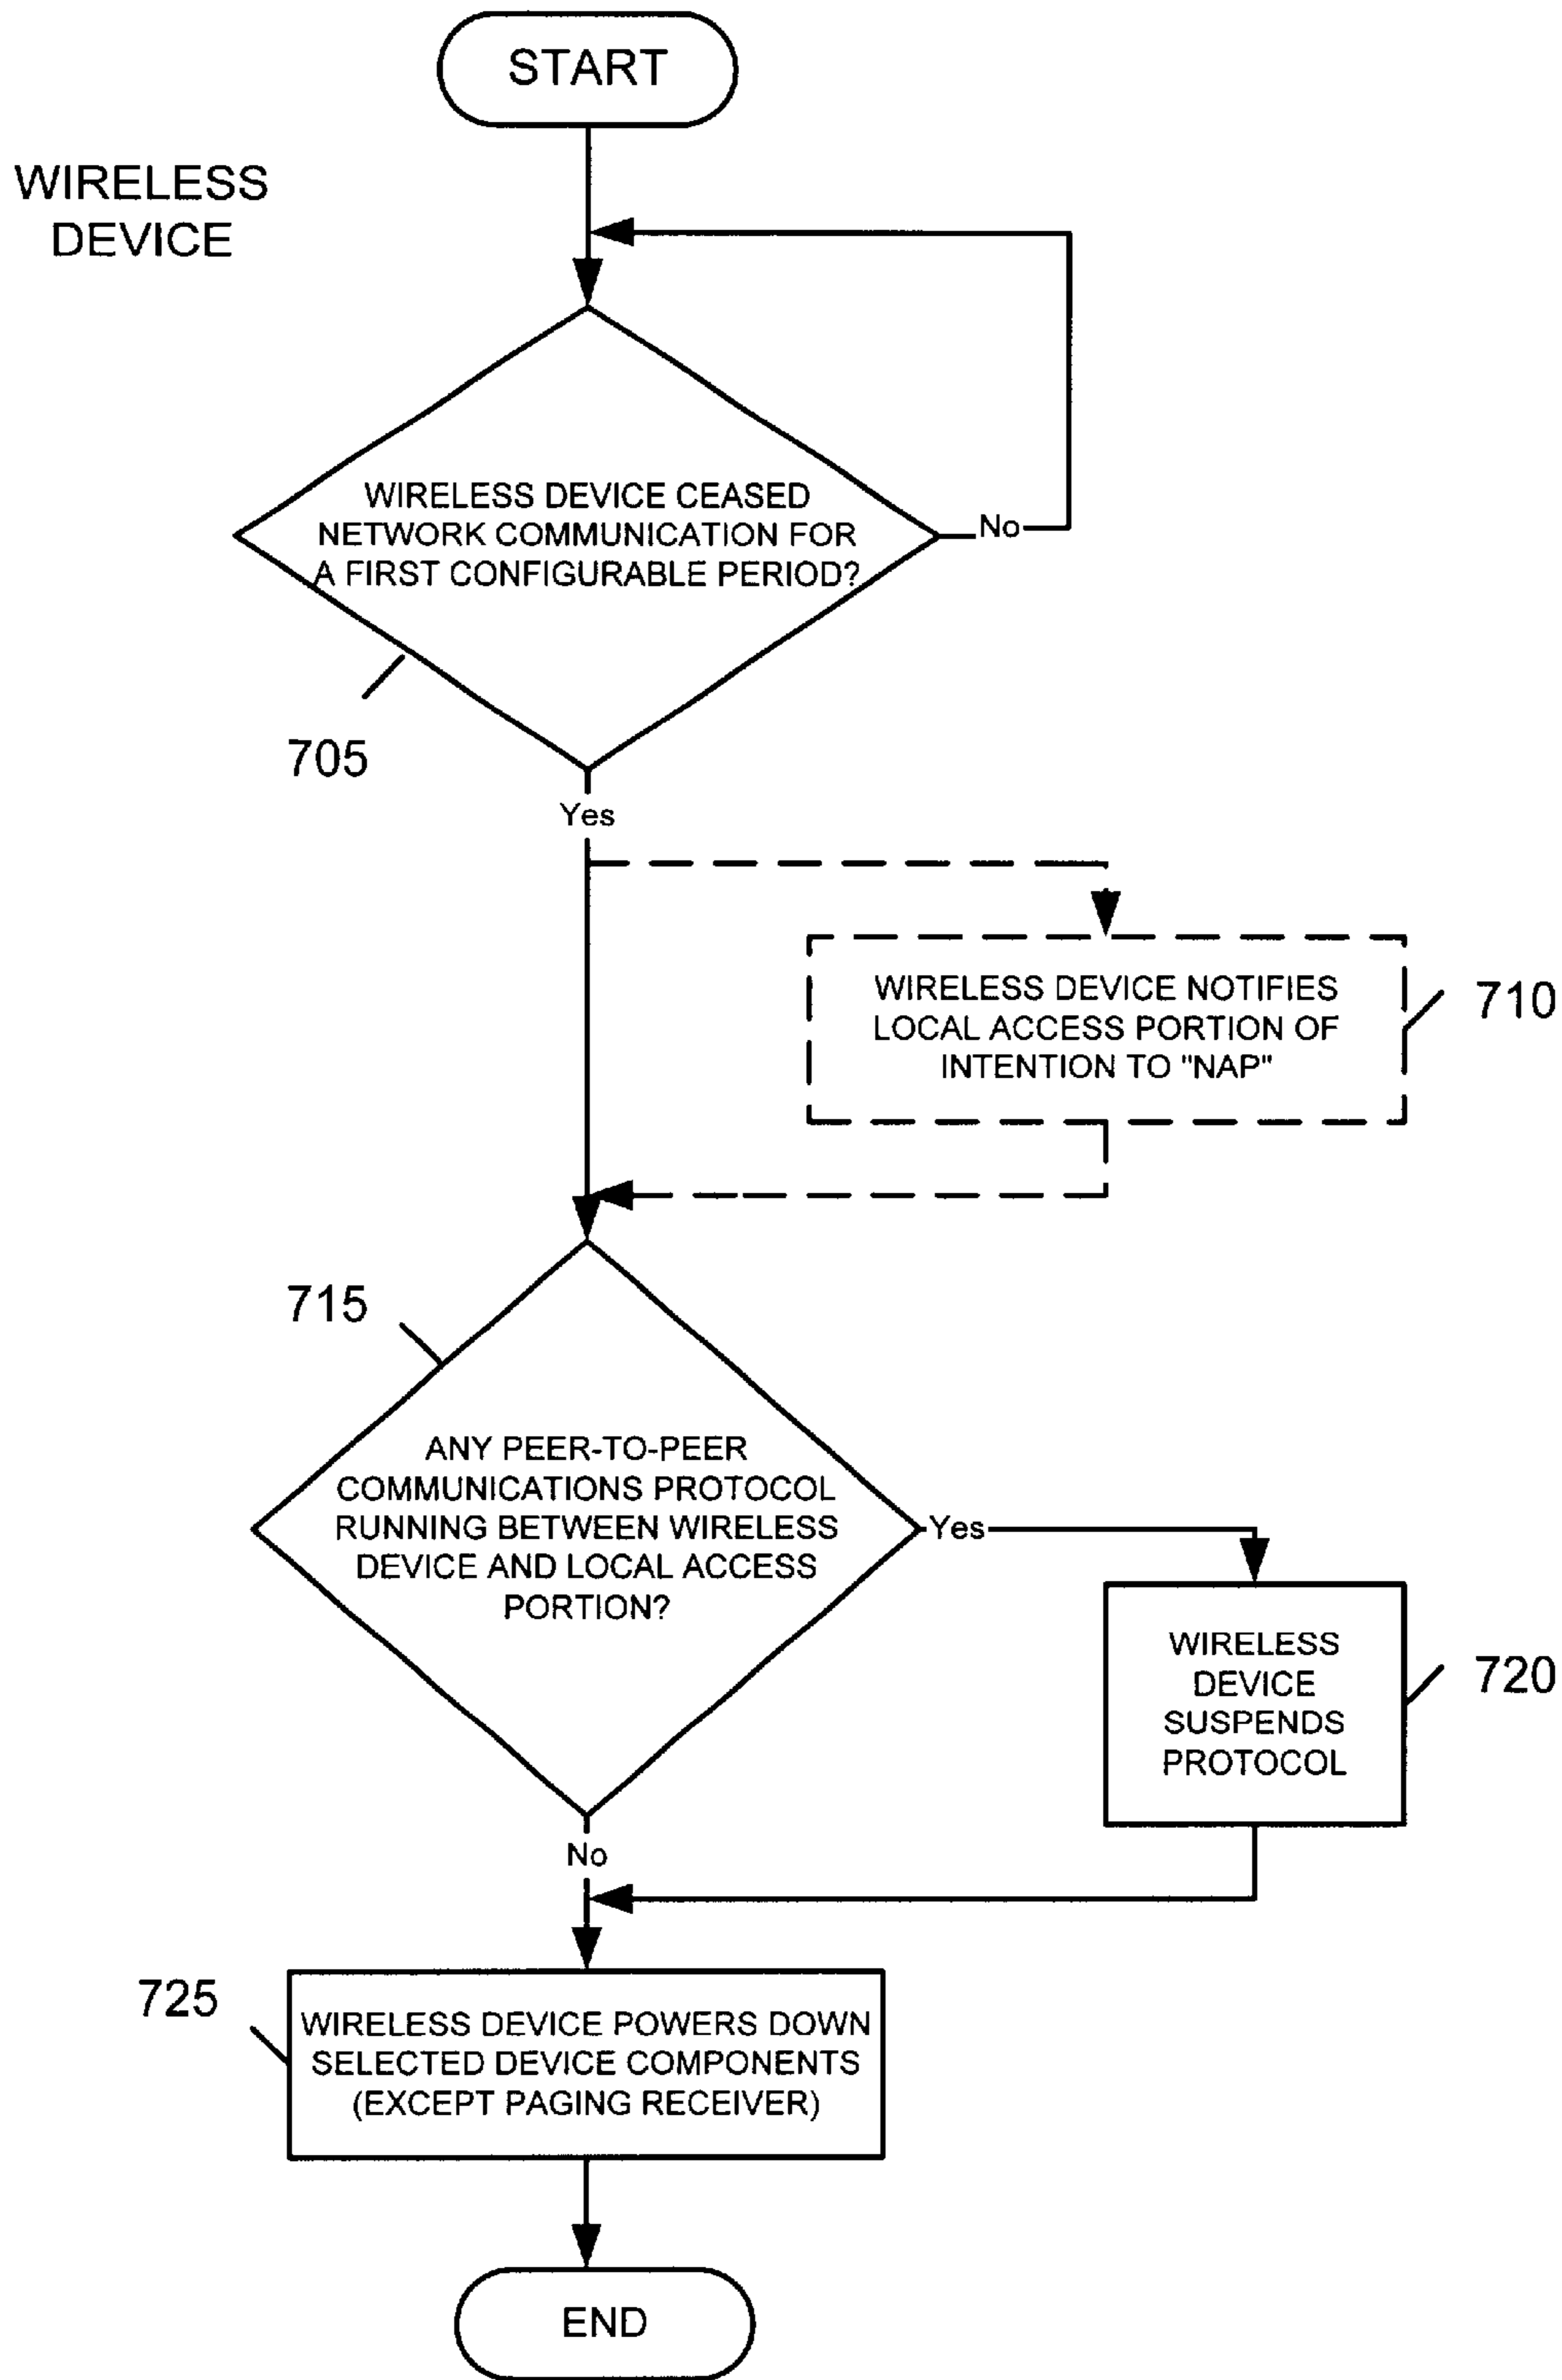 START
WIRELESS
DEVICE
WIRELESS DEVICE CEASED
NETWORK COMMUNICATION FOR
A FIRST CONFIGURABLE PERIOD?
No
705
Yes
WIRELESS DEVICE NOTIFIES
LOCAL ACCESS PORTION OF
INTENTION TO "NAP"
710
715
ANY PEER-TO-PEER
COMMUNICATIONS PROTOCOL
RUNNING BETWEEN WIRELESS
DEVICE AND LOCAL ACCESS
PORTION?
Yes
WIRELESS
DEVICE
SUSPENDS
PROTOCOL
720
No
725
WIRELESS DEVICE POWERS DOWN
SELECTED DEVICE COMPONENTS
(EXCEPT PAGING RECEIVER)
END